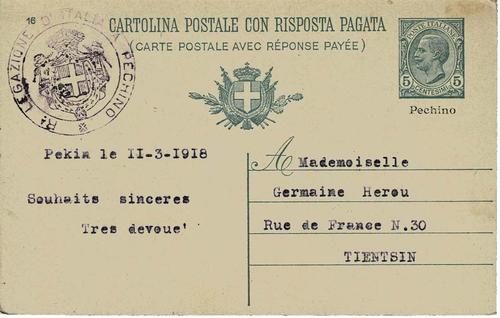 16 CARTOLINA POSTALE CON RISPOSTA PAGATA
(CARTE POSTALE AVEC RÉPONSE PAYÉE)
Rª LEGAZIONE D'ITALIA PECHINO
POSTE ITALIANE
5 5
CENTESIMI
Pechino
Pekin le II-3-1918
Souhaits sinceres
Tres devoue'
A Mademoiselle
Germaine Herou
Rue de France N.30
TIENTSIN